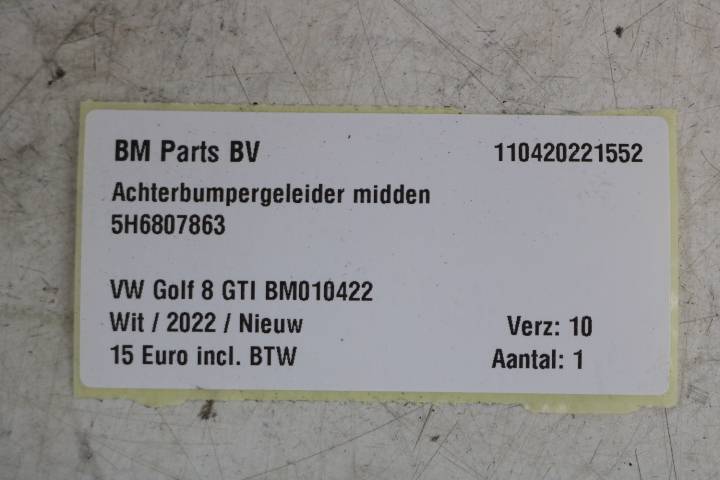 BM Parts BV 110420221552
Achterbumpergeleider midden
5H6807863
VW Golf 8 GTI BM010422
Wit / 2022 / Nieuw Verz: 10
15 Euro incl. BTW Aantal: 1